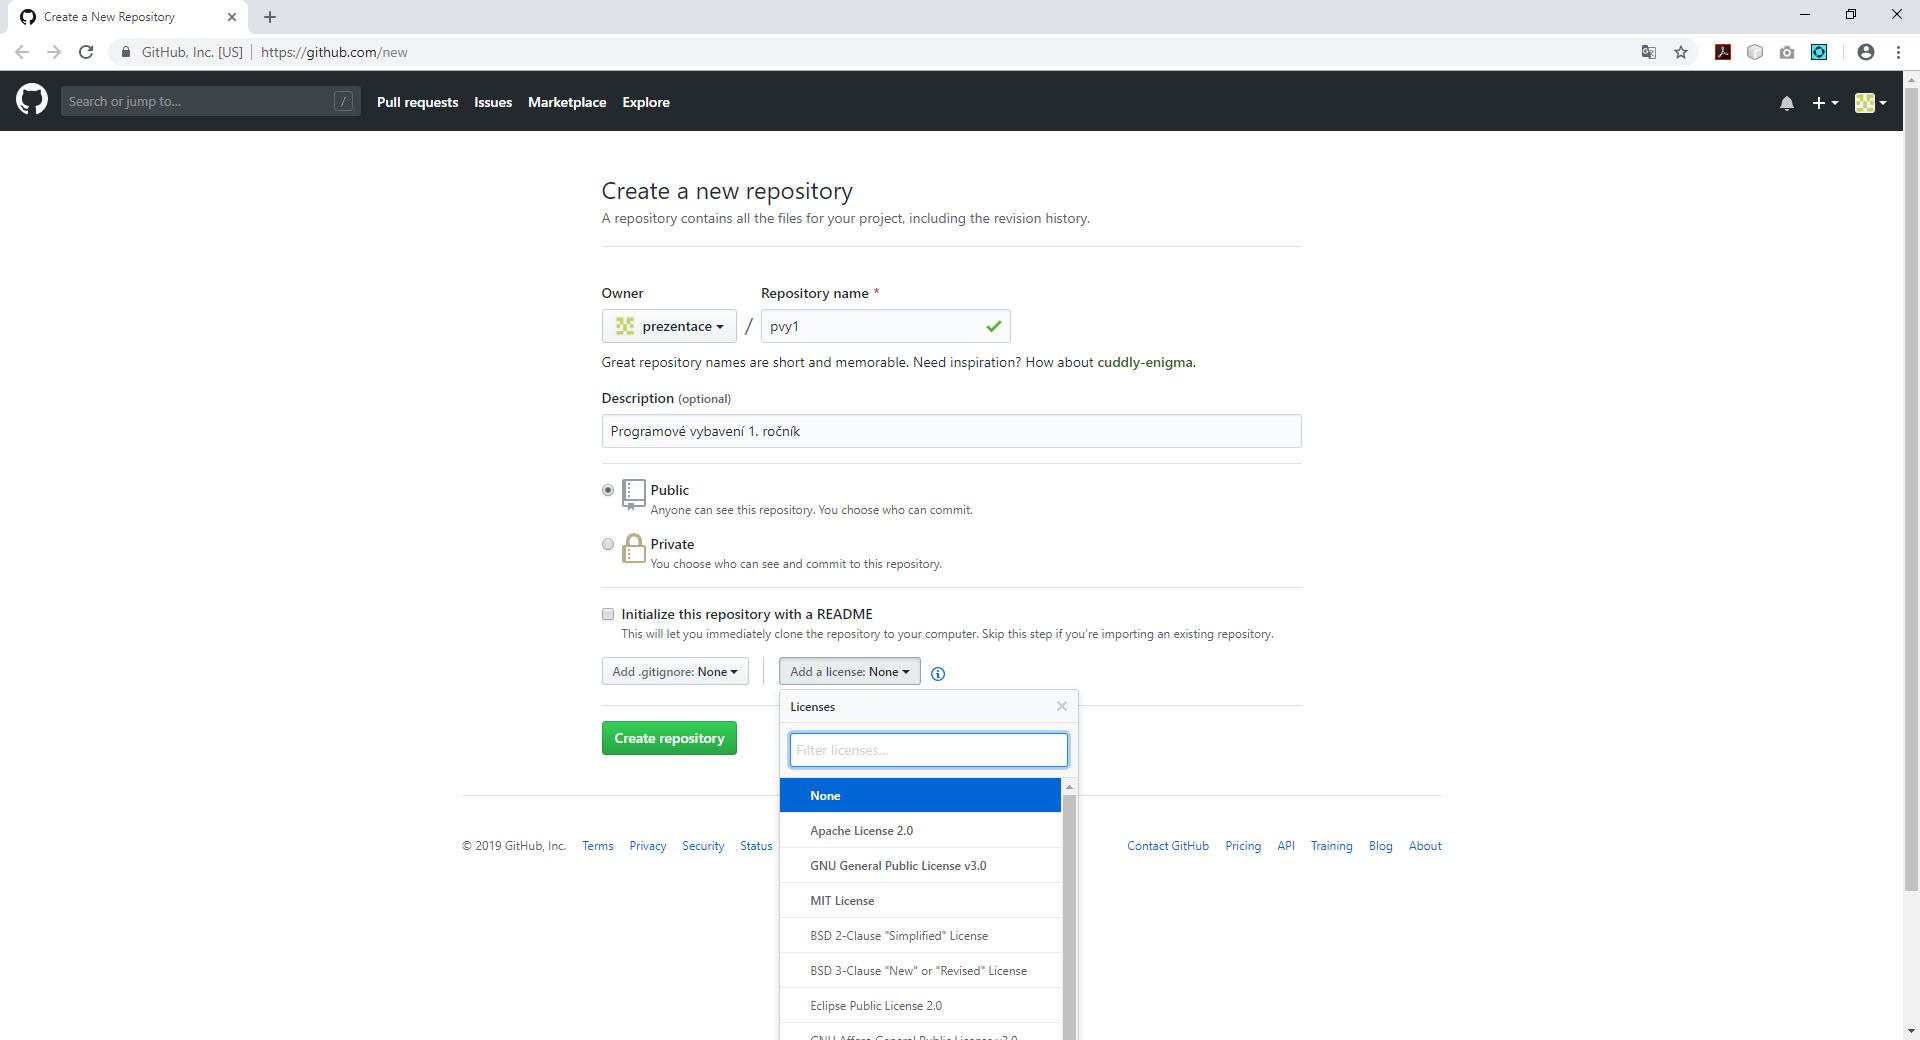 Create a New Repository
GitHub, Inc. [US] https://github.com/new
Search or jump to... /
Pull requests Issues Marketplace Explore
Create a new repository
A repository contains all the files for your project, including the revision history.
Owner Repository name *
prezentace / pvy1
Great repository names are short and memorable. Need inspiration? How about cuddly-enigma.
Description (optional)
Programové vybavení 1. ročník
Public
Anyone can see this repository. You choose who can commit.
Private
You choose who can see and commit to this repository.
Initialize this repository with a README
This will let you immediately clone the repository to your computer. Skip this step if you're importing an existing repository.
Add .gitignore: None Add a license: None
Licenses
Create repository
Filter licenses...
None
Apache License 2.0
GNU General Public License v3.0
MIT License
BSD 2-Clause "Simplified" License
BSD 3-Clause "New" or "Revised" License
Eclipse Public License 2.0
GNU Affero General Public License v3.0
© 2019 GitHub, Inc. Terms Privacy Security Status Contact GitHub Pricing API Training Blog About